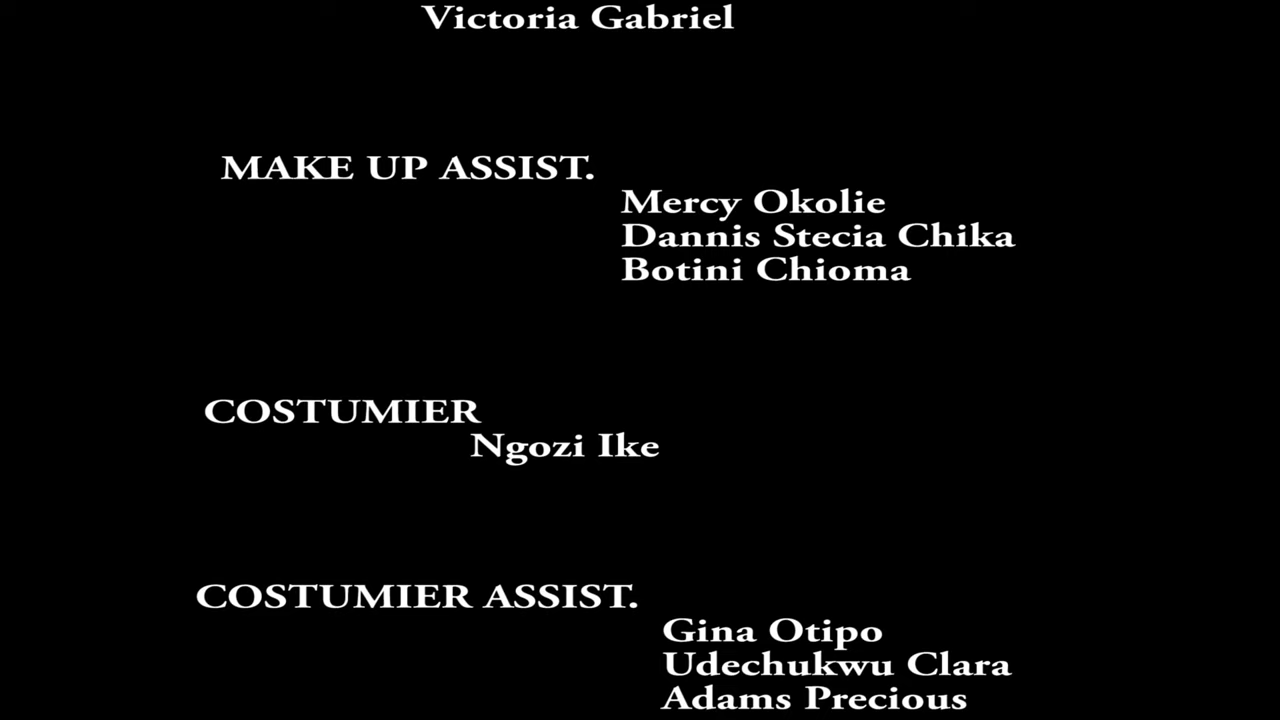 Victoria Gabriel
MAKE UP ASSIST.
Mercy Okolie
Dannis Stecia Chika
Botini Chioma
COSTUMIER
Ngozi Ike
COSTUMIER ASSIST.
Gina Otipo
Udechukwu Clara
Adams Precious